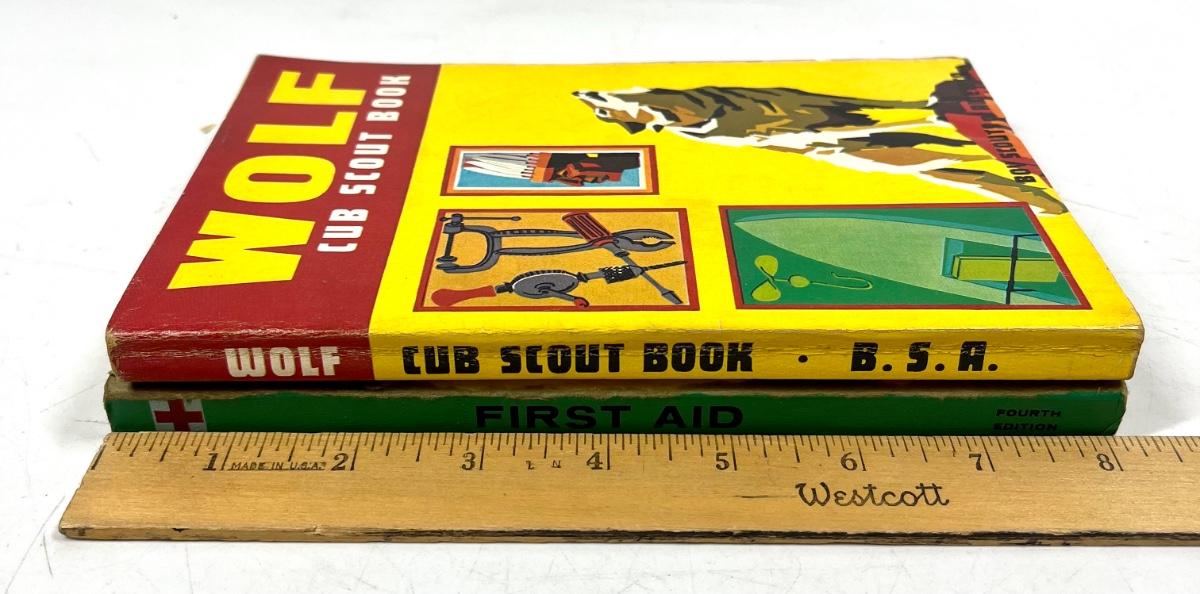 WOLF
CUB SCOUT BOOK
BOY SCOUTS
WOLF CUB SCOUT BOOK · B.S.A.
FIRST AID
FOURTH
EDITION
1 MADE IN U.S.A. 2 3 4 5 6 7 8
Westcott